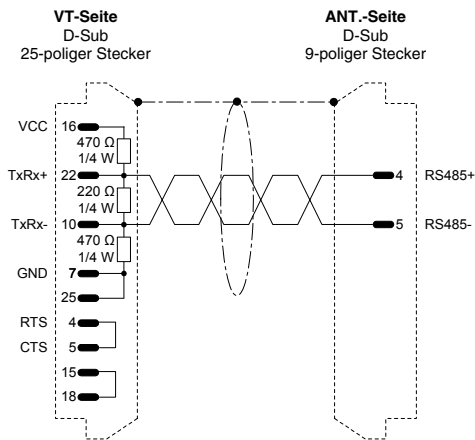 VT-Seite
D-Sub
25-poliger Stecker
ANT.-Seite
D-Sub
9-poliger Stecker
VCC 16
470 Ω
1/4 W
TxRx+ 22
220 Ω
1/4 W
TxRx- 10
470 Ω
1/4 W
GND 7
25
RTS 4
CTS 5
15
18
4 RS485+
5 RS485-